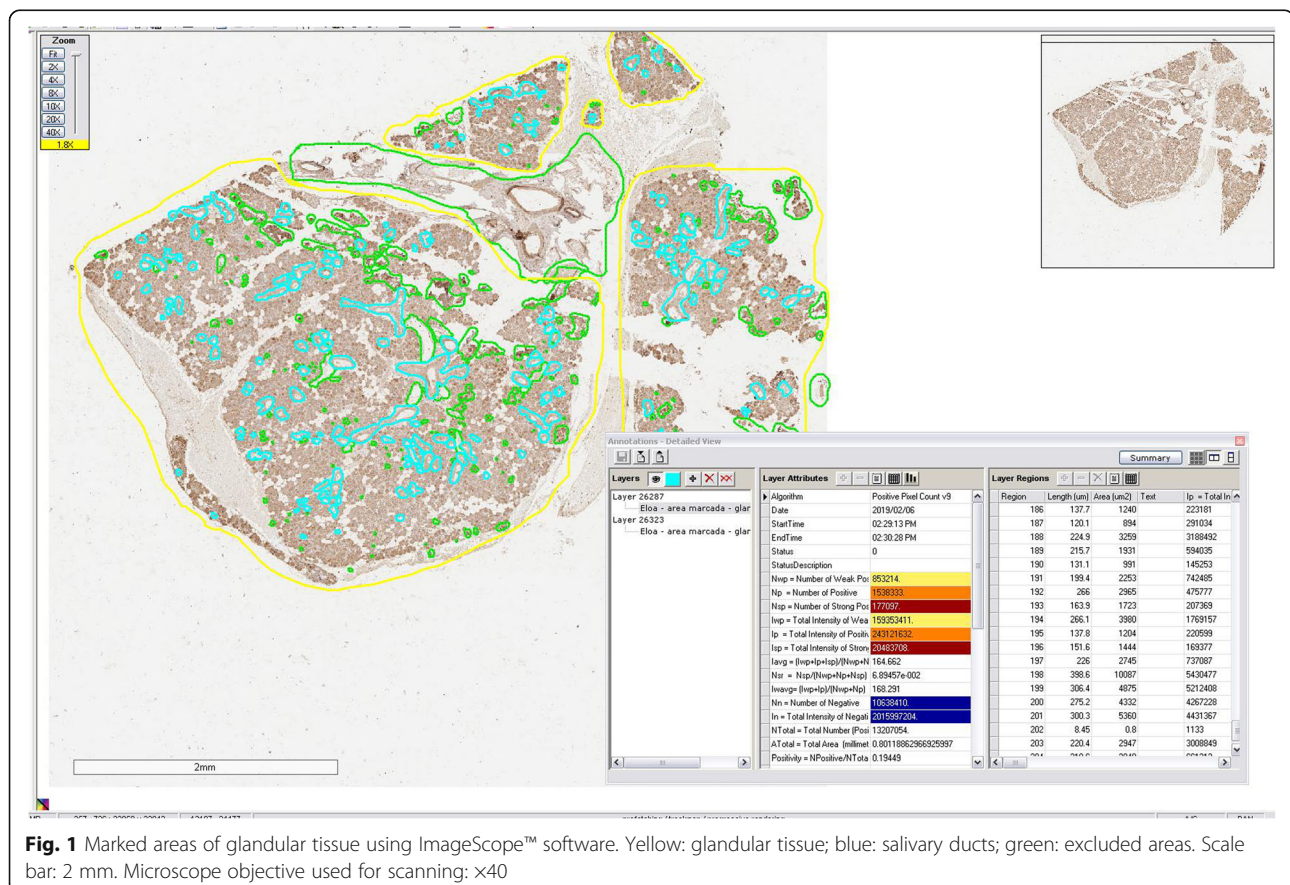 Zoom
Fit
2X
4X
8X
10X
20X
40X
1.8X
2mm
Annotations - Detailed View
Summary
Layers
Layer 26287
Eloa - area marcada - glar
Layer 26323
Eloa - area marcada - glar
Layer Attributes
Algorithm Positive Pixel Count v9
Date 2019/02/06
StartTime 02:29:13 PM
EndTime 02:30:28 PM
Status 0
StatusDescription
Nwp = Number of Weak Pos 853214.
Np = Number of Positive 1538333.
Nsp = Number of Strong Pos 177097.
Iwp = Total Intensity of Wea 159353411.
Ip = Total Intensity of Positiv 243121632.
Isp = Total Intensity of Strong 20483708.
Iavg = (Iwp+Ip+Isp)/(Nwp+N 164.662
Nsr = Nsp/(Nwp+Np+Nsp) 6.89457e-002
Iwavg= (Iwp+Ip)/(Nwp+Np) 168.291
Nn = Number of Negative 10638410.
In = Total Intensity of Negati 2015997204.
NTotal = Total Number (Posi 13207054.
ATotal = Total Area (millimet 0.80118862966925997
Positivity = NPositive/NTota 0.19449
Layer Regions
Region Length (um) Area (um2) Text Ip = Total In
186 137.7 1240 223181
187 120.1 894 291034
188 224.9 3259 3188492
189 215.7 1931 594035
190 131.1 991 145253
191 199.4 2253 742485
192 266 2965 475777
193 163.9 1723 207369
194 266.1 3980 1769157
195 137.8 1204 220599
196 151.6 1444 169377
197 226 2745 737087
198 398.6 10087 5430477
199 306.4 4875 5212408
200 275.2 4332 4267228
201 300.3 5360 4431367
202 8.45 0.8 1133
203 220.4 2947 3008849
Fig. 1 Marked areas of glandular tissue using ImageScope™ software. Yellow: glandular tissue; blue: salivary ducts; green: excluded areas. Scale
bar: 2 mm. Microscope objective used for scanning: ×40